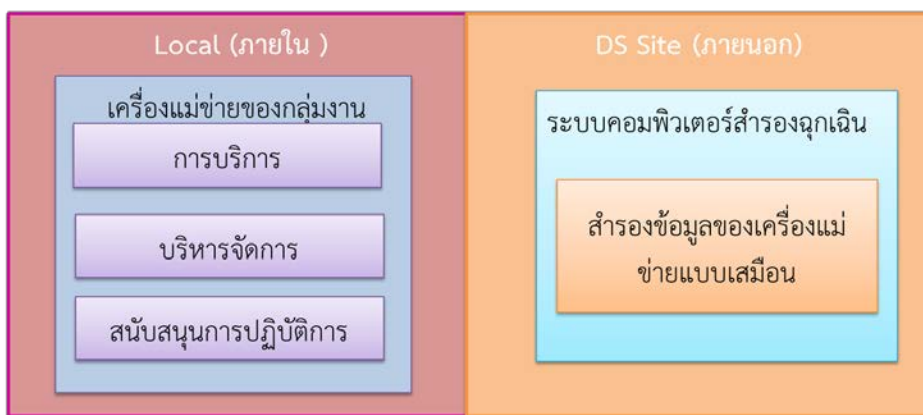 Local (ภายใน )
เครื่องแม่ข่ายของกลุ่มงาน
การบริการ
บริหารจัดการ
สนับสนุนการปฏิบัติการ
DS Site (ภายนอก)
ระบบคอมพิวเตอร์สำรองฉุกเฉิน
สำรองข้อมูลของเครื่องแม่
ข่ายแบบเสมือน